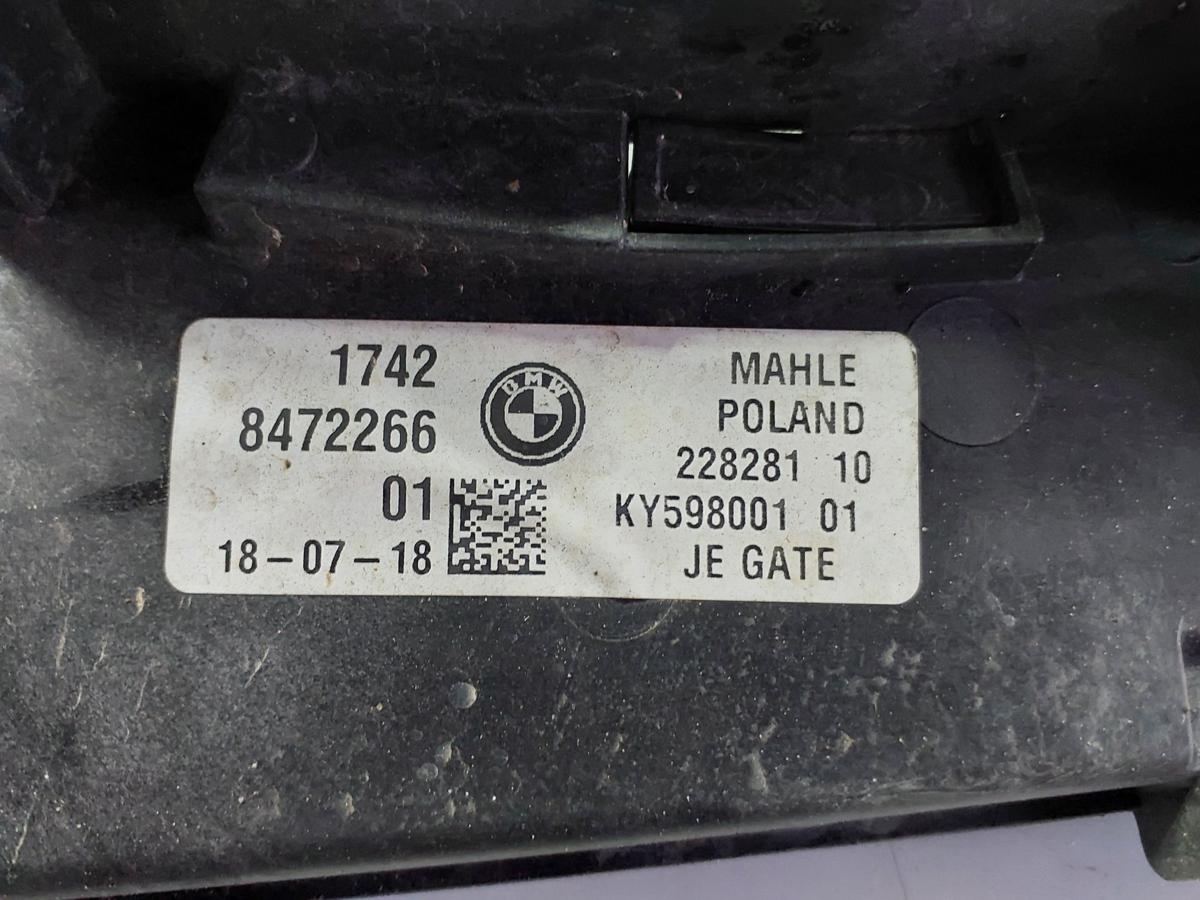 1742
8472266
01
18-07-18
BMW
MAHLE
POLAND
228281 10
KY598001 01
JE GATE